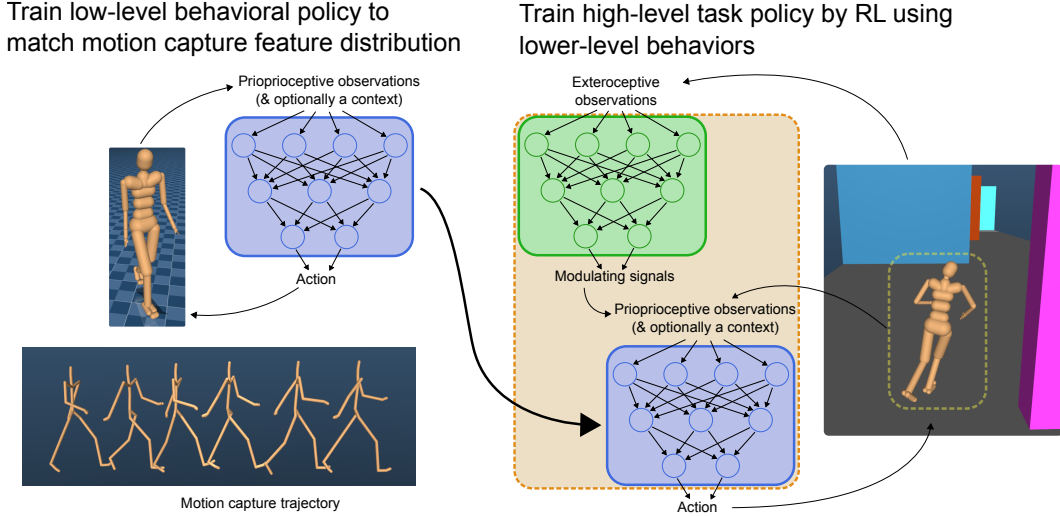 Train low-level behavioral policy to
match motion capture feature distribution
Prioprioceptive observations
(& optionally a context)
Action
Motion capture trajectory
Train high-level task policy by RL using
lower-level behaviors
Exteroceptive
observations
Modulating signals
Prioprioceptive observations
(& optionally a context)
Action